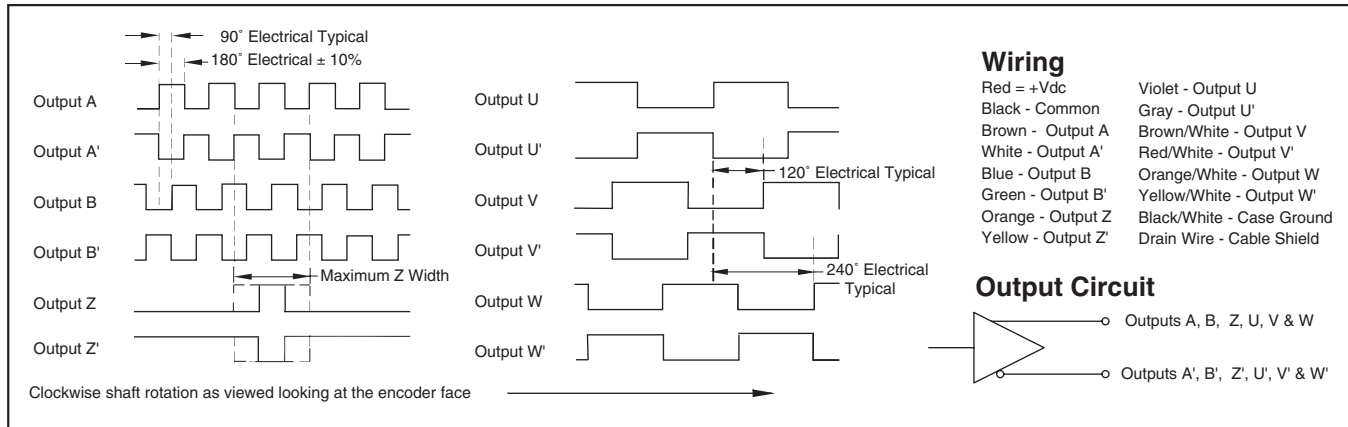 90° Electrical Typical
180° Electrical ± 10%
Output A
Output A'
Output B
Output B'
Maximum Z Width
Output Z
Output Z'
Clockwise shaft rotation as viewed looking at the encoder face
Output U
Output U'
120° Electrical Typical
Output V
Output V'
240° Electrical
Typical
Output W
Output W'
Wiring
Red = +Vdc
Black - Common
Brown - Output A
White - Output A'
Blue - Output B
Green - Output B'
Orange - Output Z
Yellow - Output Z'
Violet - Output U
Gray - Output U'
Brown/White - Output V
Red/White - Output V'
Orange/White - Output W
Yellow/White - Output W'
Black/White - Case Ground
Drain Wire - Cable Shield
Output Circuit
Outputs A, B, Z, U, V & W
Outputs A', B', Z', U', V' & W'